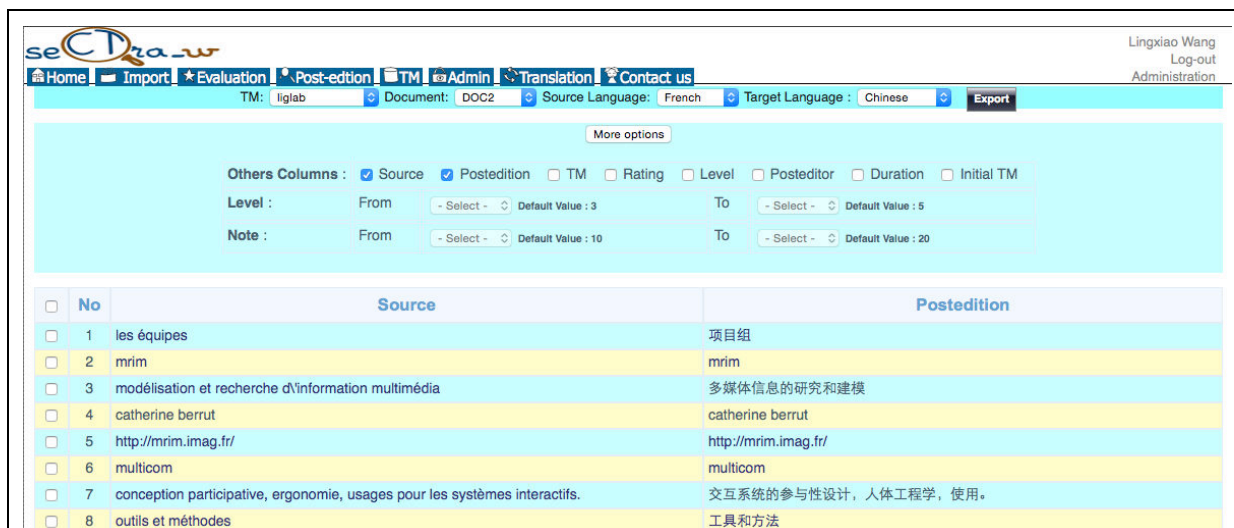 seCTra_w
Lingxiao Wang
Log-out
Administration
Home Import Evaluation Post-edtion TM Admin Translation Contact us
TM: liglab Document: DOC2 Source Language: French Target Language : Chinese Export
More options
Others Columns : Source Postedition TM Rating Level Posteditor Duration Initial TM
Level : From - Select - Default Value : 3 To - Select - Default Value : 5
Note : From - Select - Default Value : 10 To - Select - Default Value : 20
No Source Postedition
1 les équipes 项目组
2 mrim mrim
3 modélisation et recherche d\'information multimédia 多媒体信息的研究和建模
4 catherine berrut catherine berrut
5 http://mrim.imag.fr/ http://mrim.imag.fr/
6 multicom multicom
7 conception participative, ergonomie, usages pour les systèmes interactifs. 交互系统的参与性设计，人体工程学，使用。
8 outils et méthodes 工具和方法